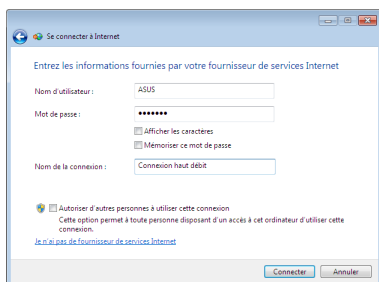 Se connecter à Internet
Entrez les informations fournies par votre fournisseur de services Internet
Nom d'utilisateur :
ASUS
Mot de passe :
•••••••
Afficher les caractères
Mémoriser ce mot de passe
Nom de la connexion :
Connexion haut débit
Autoriser d'autres personnes à utiliser cette connexion
Cette option permet à toute personne disposant d'un accès à cet ordinateur d'utiliser cette
connexion.
Je n'ai pas de fournisseur de services Internet
Connecter
Annuler